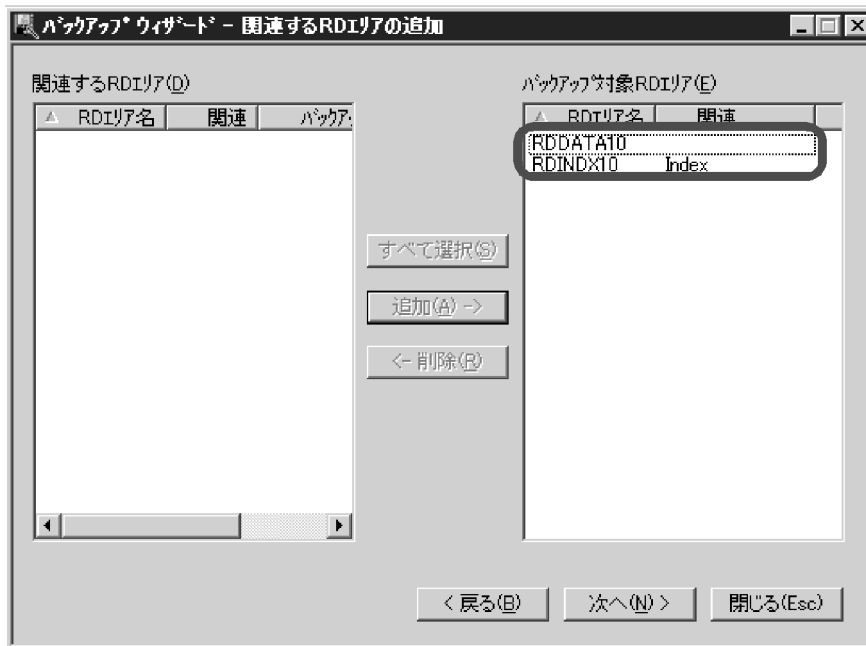 バックアップウィザード - 関連するRDエリアの追加
関連するRDエリア(D)
バックアップ対象RDエリア(E)
RDエリア名 関連 バックア
RDエリア名 関連
RDDATA10
RDINDX10 Index
すべて選択(S)
追加(A) ->
<- 削除(R)
< 戻る(B)
次へ(N) >
閉じる(Esc)